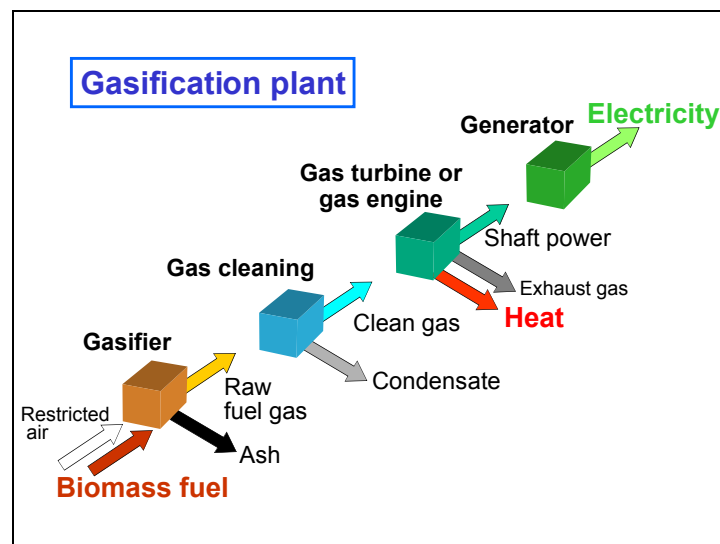 Gasification plant
Electricity
Generator
Gas turbine or
gas engine
Shaft power
Exhaust gas
Heat
Gas cleaning
Clean gas
Condensate
Gasifier
Raw
fuel gas
Restricted
air
Ash
Biomass fuel